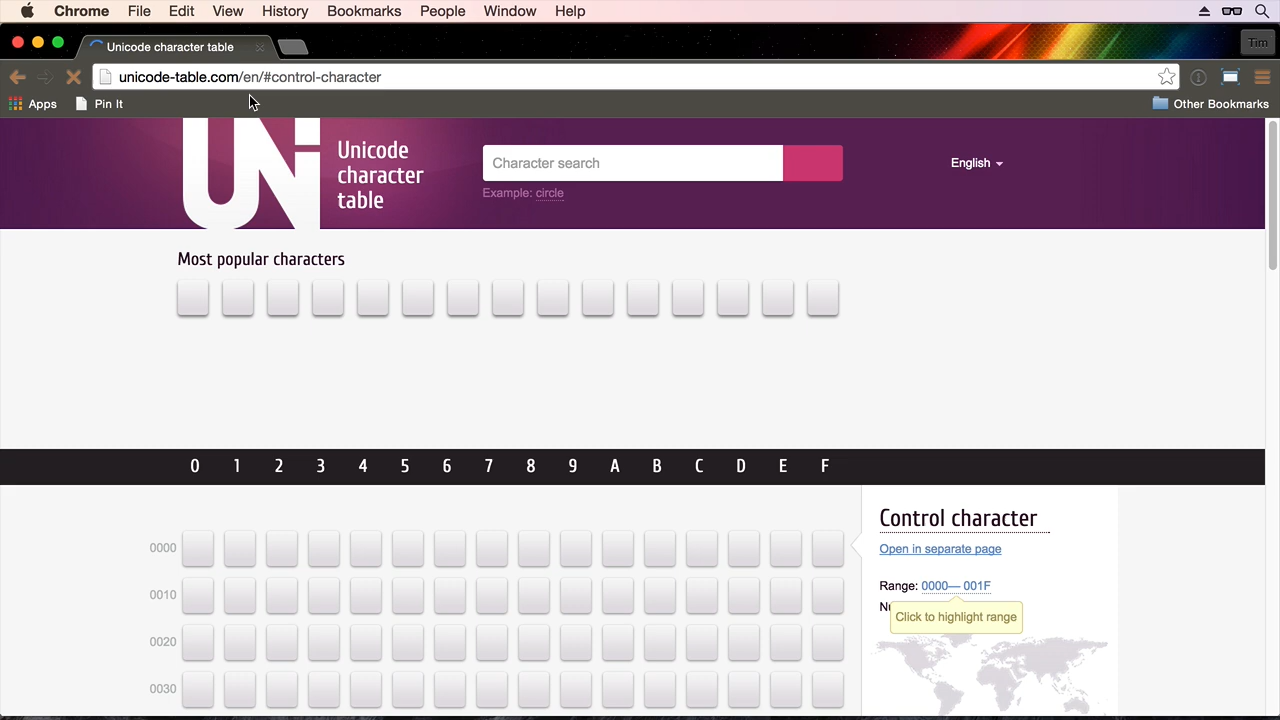 Chrome File Edit View History Bookmarks People Window Help
Unicode character table
Tim
unicode-table.com/en/#control-character
Apps Pin It Other Bookmarks
UNI
Unicode
character
table
Character search
English
Example: circle
Most popular characters
0 1 2 3 4 5 6 7 8 9 A B C D E F
Control character
Open in separate page
0000
Range: 0000— 001F
0010
Click to highlight range
0020
0030